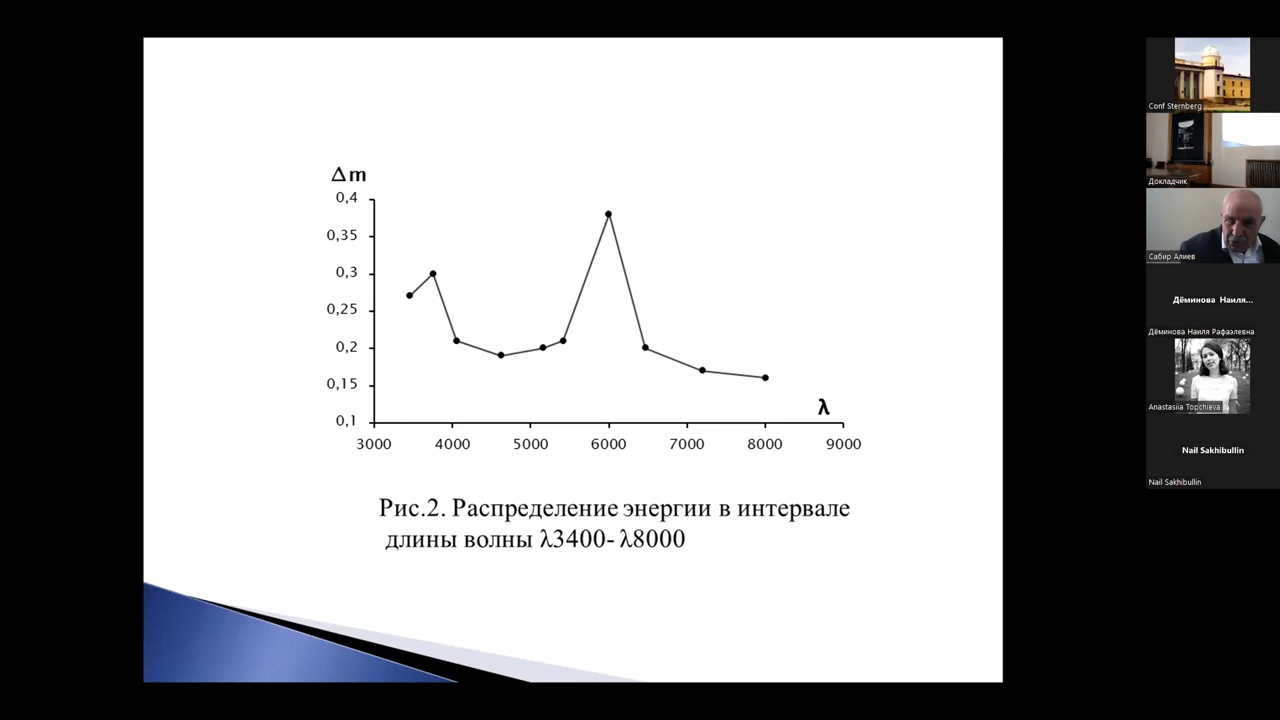 Δm
0,4
0,35
0,3
0,25
0,2
0,15
0,1
λ
3000 4000 5000 6000 7000 8000 9000
Рис.2. Распределение энергии в интервале
длины волны λ3400- λ8000
Conf Sternberg
Докладчик
Сабир Алиев
Дёминова Наиля...
Дёминова Наиля Рафаэлевна
Anastasiia Topchieva
Nail Sakhibullin
Nail Sakhibullin